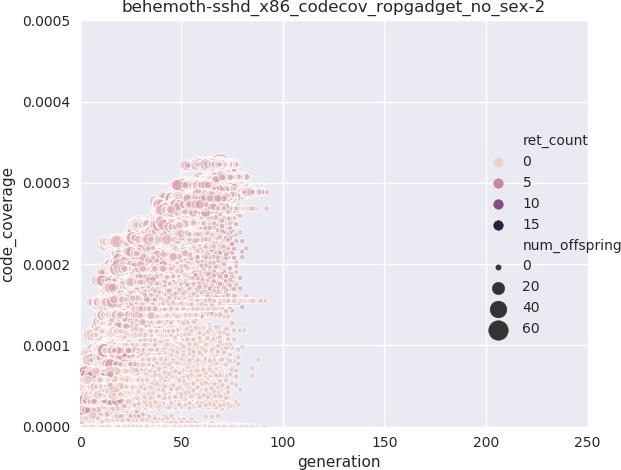 behemoth-sshd_x86_codecov_ropgadget_no_sex-2
code_coverage
0.0005
0.0004
0.0003
0.0002
0.0001
0.0000
0 50 100 150 200 250
generation
ret_count
0
5
10
15
num_offspring
0
20
40
60